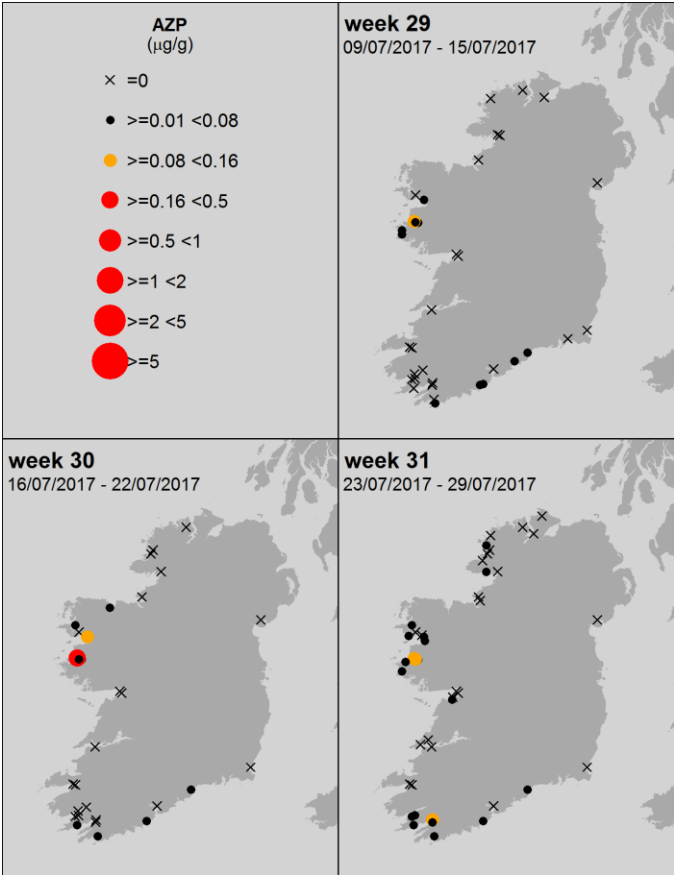 AZP
(μg/g)
=0
>=0.01 <0.08
>=0.08 <0.16
>=0.16 <0.5
>=0.5 <1
>=1 <2
>=2 <5
>=5
week 29
09/07/2017 - 15/07/2017
week 30
16/07/2017 - 22/07/2017
week 31
23/07/2017 - 29/07/2017